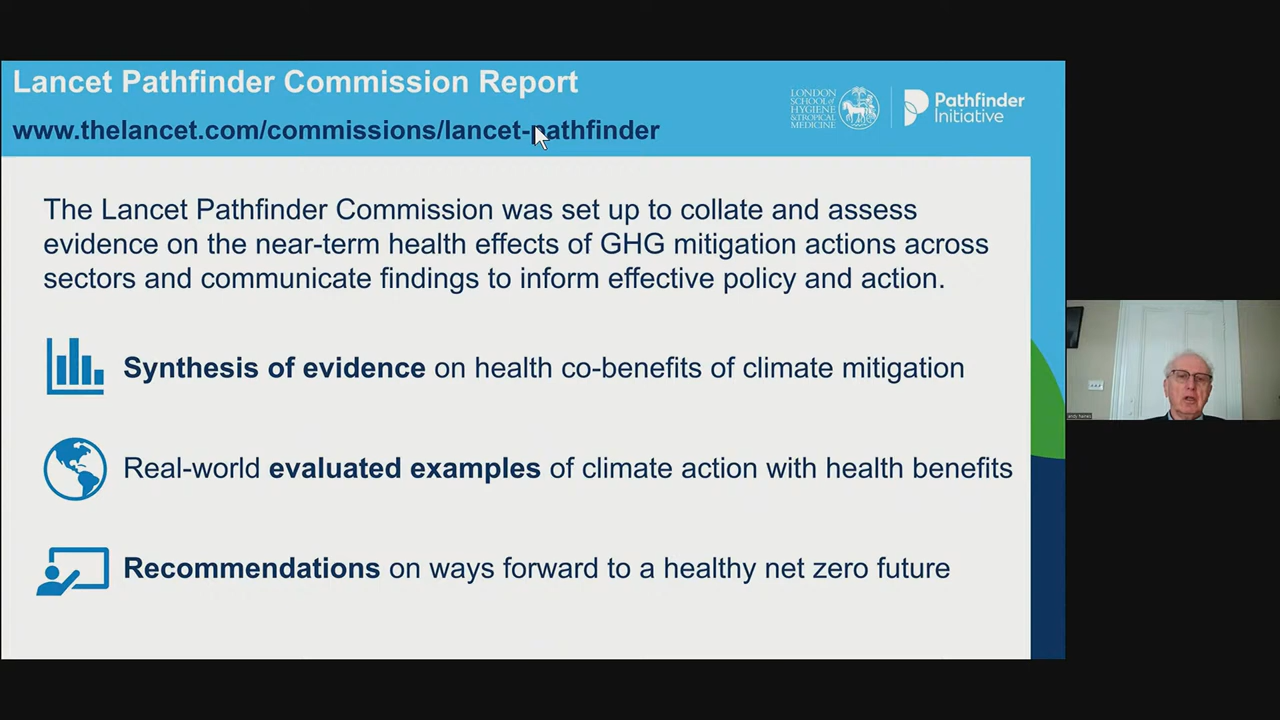 Lancet Pathfinder Commission Report
www.thelancet.com/commissions/lancet-pathfinder
LONDON
SCHOOL of
HYGIENE
& TROPICAL
MEDICINE
Pathfinder
Initiative
The Lancet Pathfinder Commission was set up to collate and assess
evidence on the near-term health effects of GHG mitigation actions across
sectors and communicate findings to inform effective policy and action.
Synthesis of evidence on health co-benefits of climate mitigation
Real-world evaluated examples of climate action with health benefits
Recommendations on ways forward to a healthy net zero future
andy haines